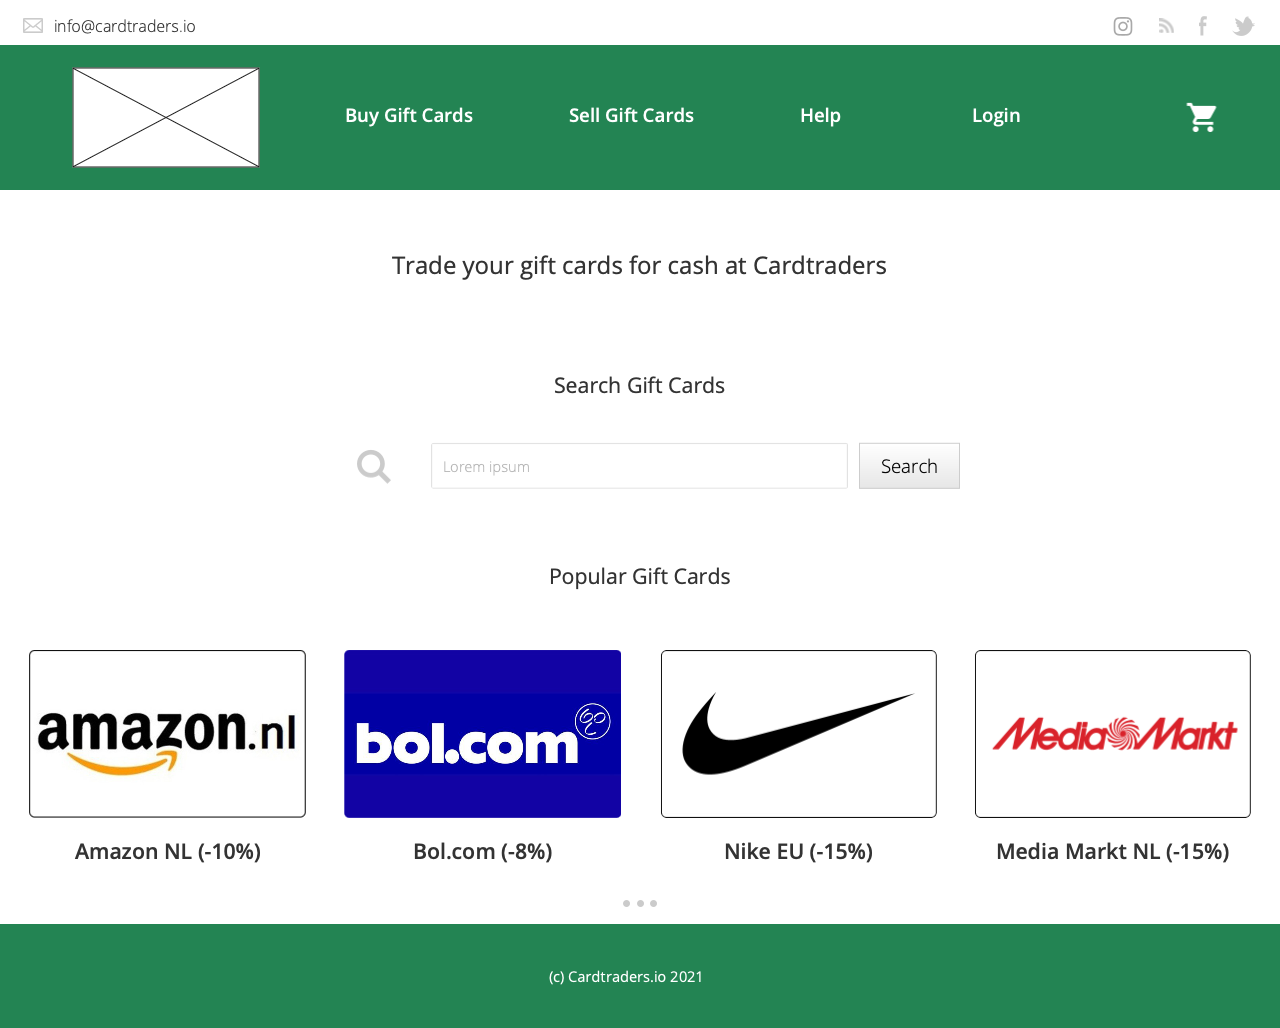 info@cardtraders.io
Buy Gift Cards Sell Gift Cards Help Login
Trade your gift cards for cash at Cardtraders
Search Gift Cards
Lorem ipsum Search
Popular Gift Cards
amazon.nl bol.com Media Markt
Amazon NL (-10%) Bol.com (-8%) Nike EU (-15%) Media Markt NL (-15%)
(c) Cardtraders.io 2021